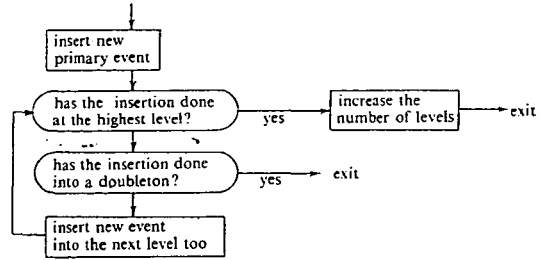 insert new
primary event
has the insertion done
at the highest level?
yes
increase the
number of levels
exit
has the insertion done
into a doubleton?
yes
exit
insert new event
into the next level too